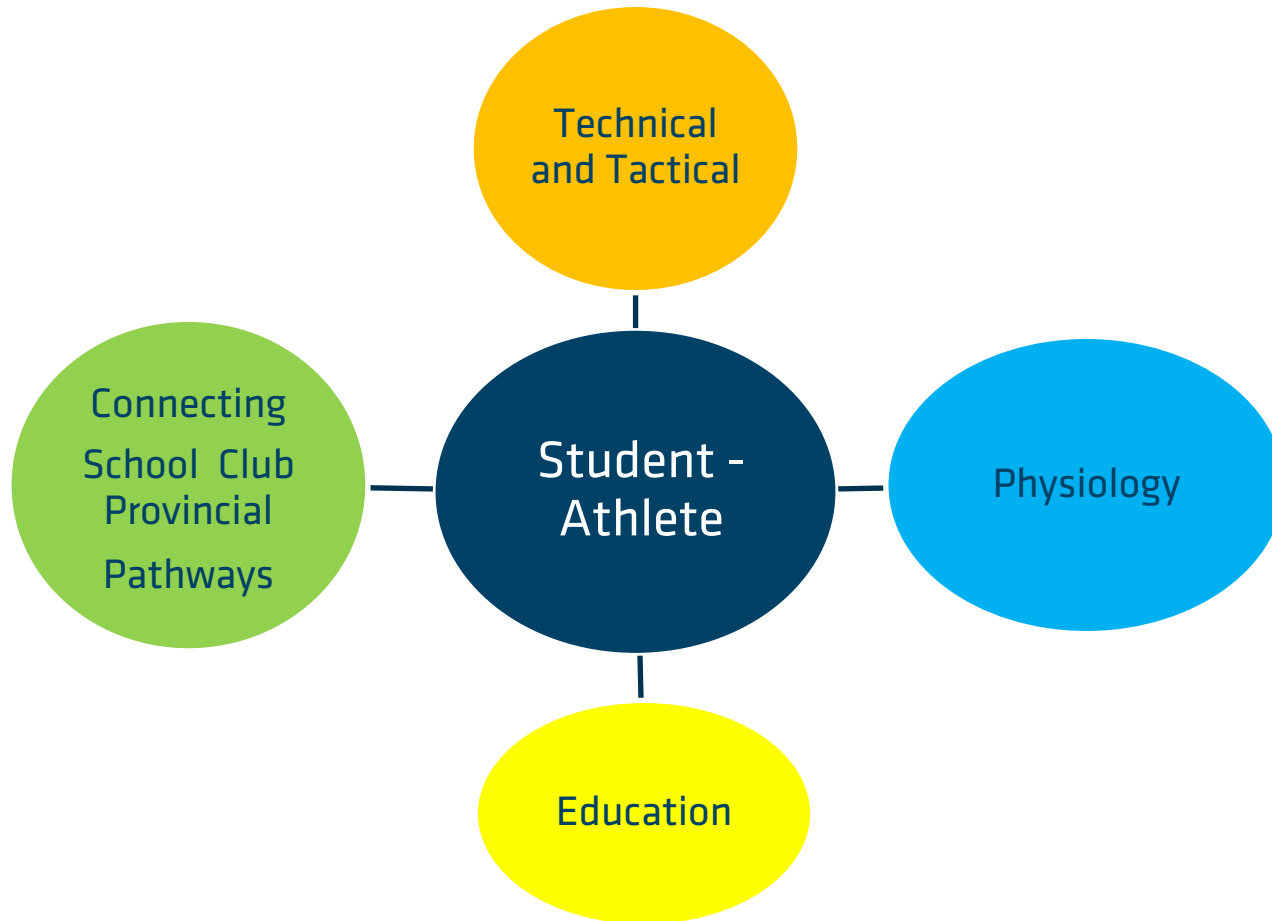 Technical
and Tactical
Connecting
School Club
Provincial
Pathways
Student -
Athlete
Physiology
Education